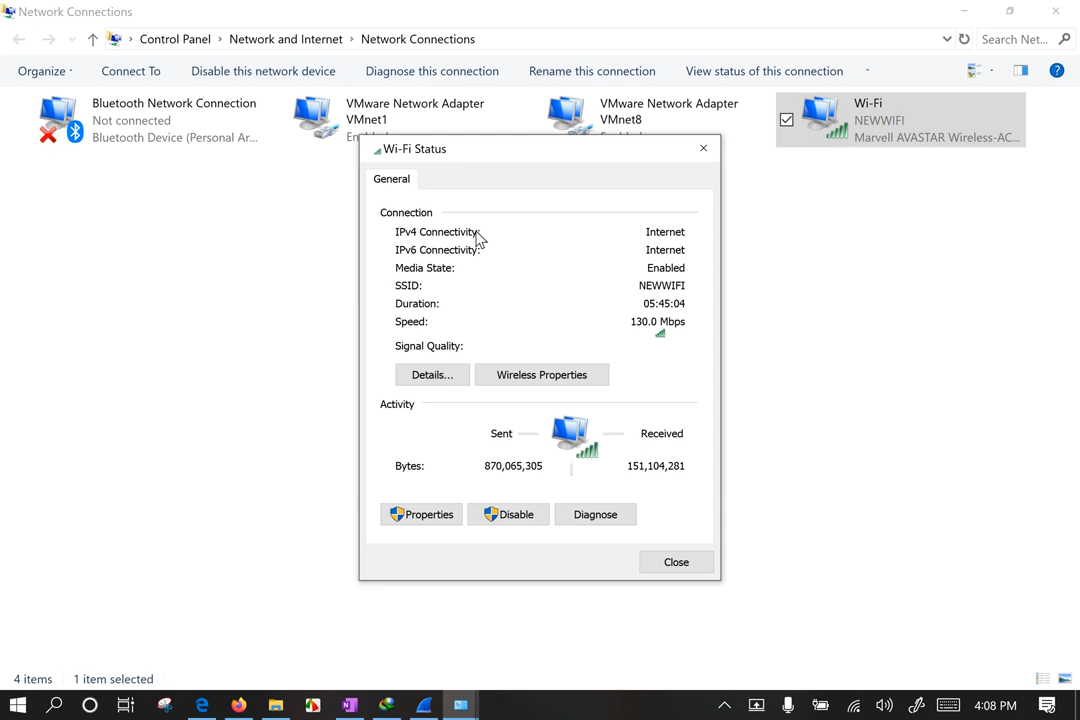 Network Connections
Control Panel > Network and Internet > Network Connections
Search Net...
Organize
Connect To
Disable this network device
Diagnose this connection
Rename this connection
View status of this connection
Bluetooth Network Connection
Not connected
Bluetooth Device (Personal Ar...
VMware Network Adapter
VMnet1
VMware Network Adapter
VMnet8
Wi-Fi
NEWWIFI
Marvell AVASTAR Wireless-AC...
Wi-Fi Status
General
Connection
IPv4 Connectivity: Internet
IPv6 Connectivity: Internet
Media State: Enabled
SSID: NEWWIFI
Duration: 05:45:04
Speed: 130.0 Mbps
Signal Quality:
Details...
Wireless Properties
Activity
Sent
Received
Bytes: 870,065,305 151,104,281
Properties
Disable
Diagnose
Close
4 items
1 item selected
4:08 PM